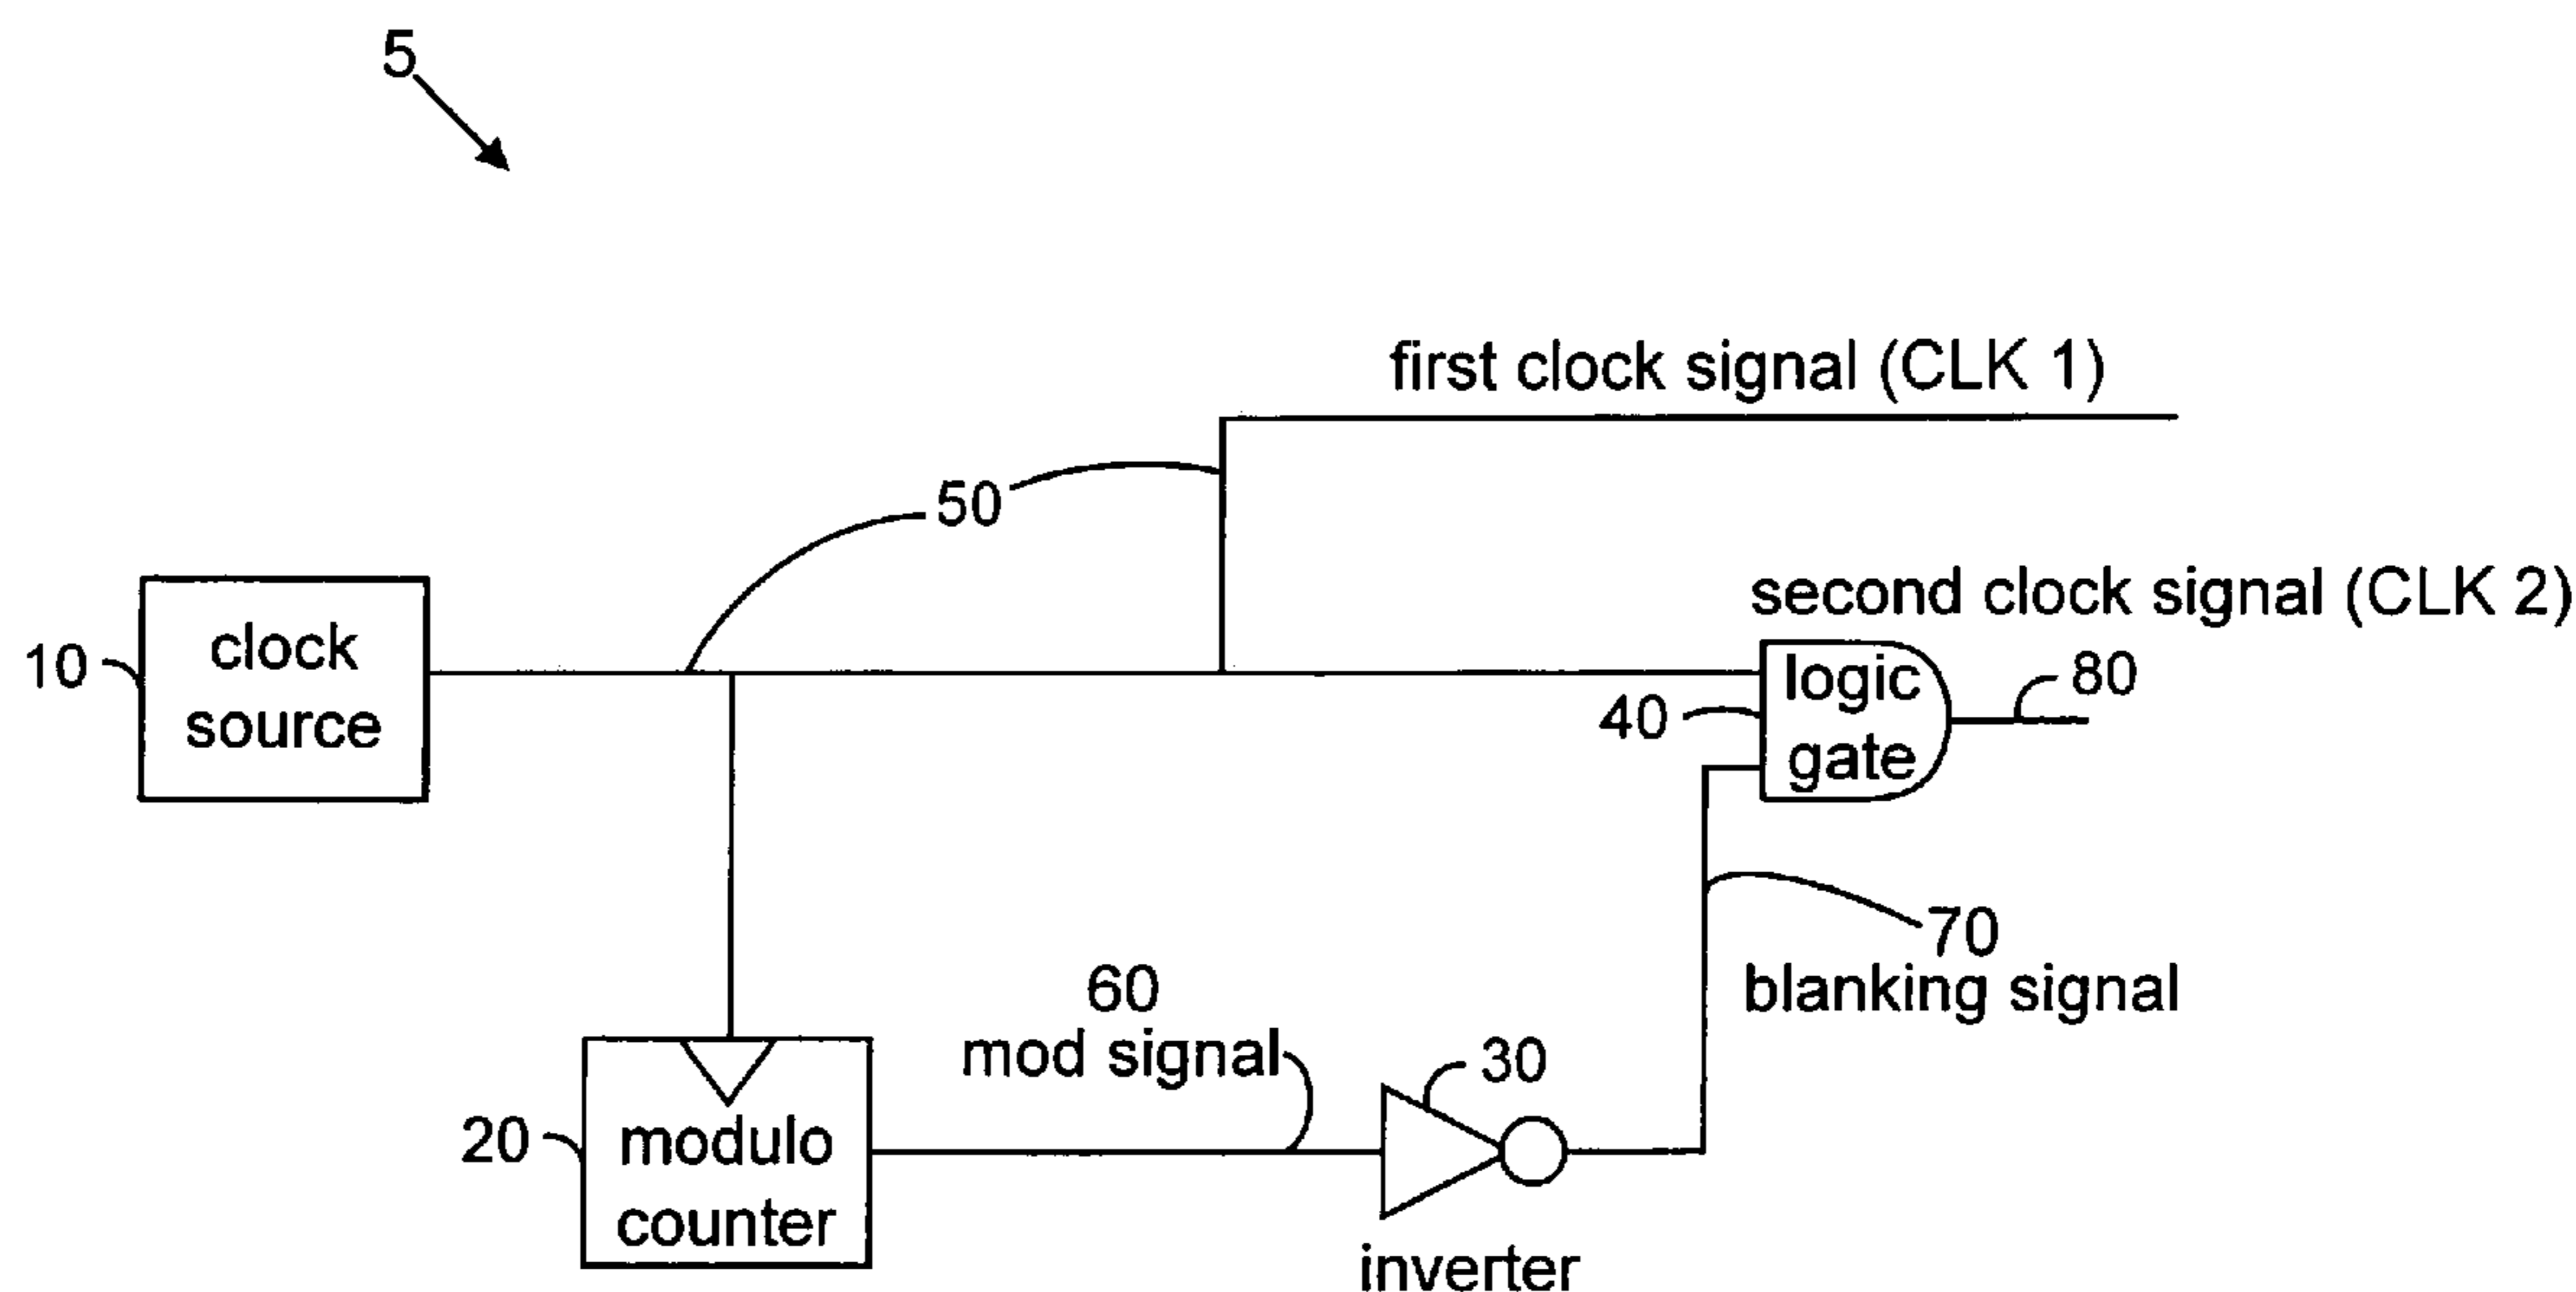 5
first clock signal (CLK 1)
50
second clock signal (CLK 2)
10
clock
source
logic
gate
40
80
70
blanking signal
60
mod signal
30
20
modulo
counter
inverter